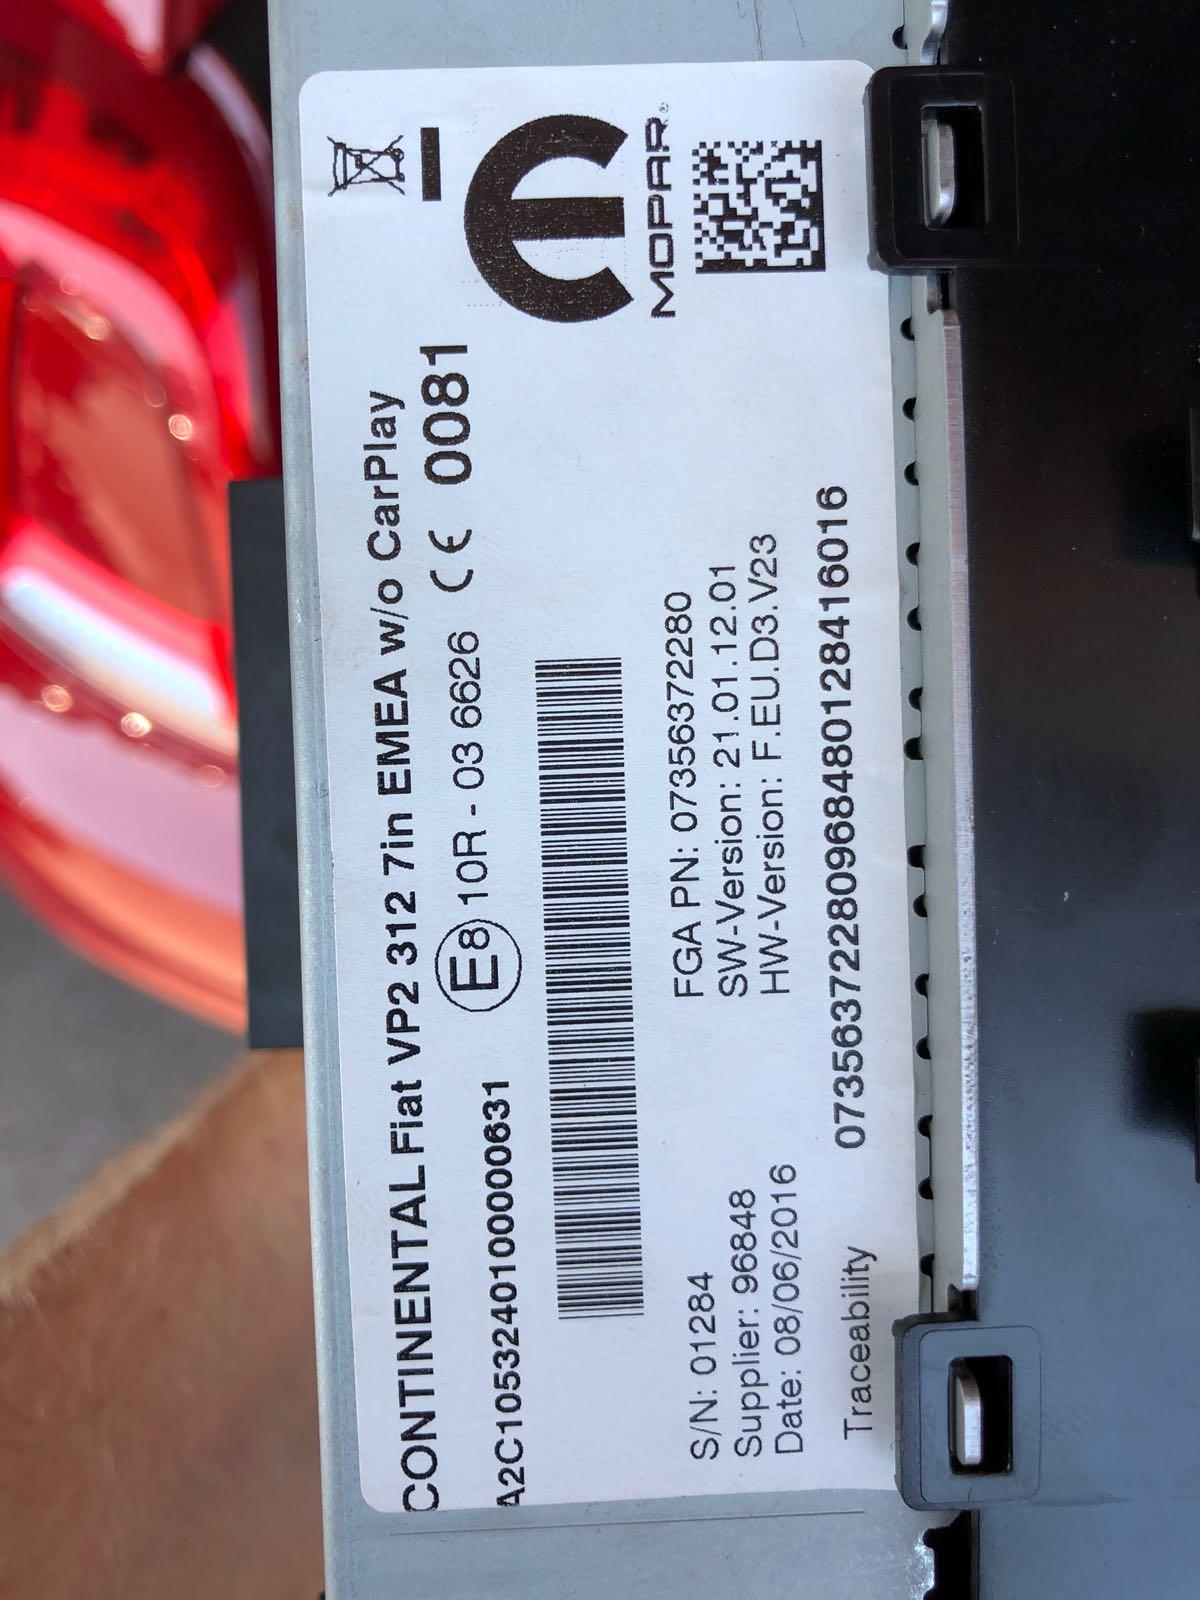 CONTINENTAL Fiat VP2 312 7in EMEA w/o CarPlay
A2C105324010000631
E8 10R - 03 6626 CE 0081
MOPAR®
S/N: 01284
Supplier: 96848
Date: 08/06/2016
FGA PN: 07356372280
SW-Version: 21.01.12.01
HW-Version: F.EU.D3.V23
Traceability 07356372280968480128416016